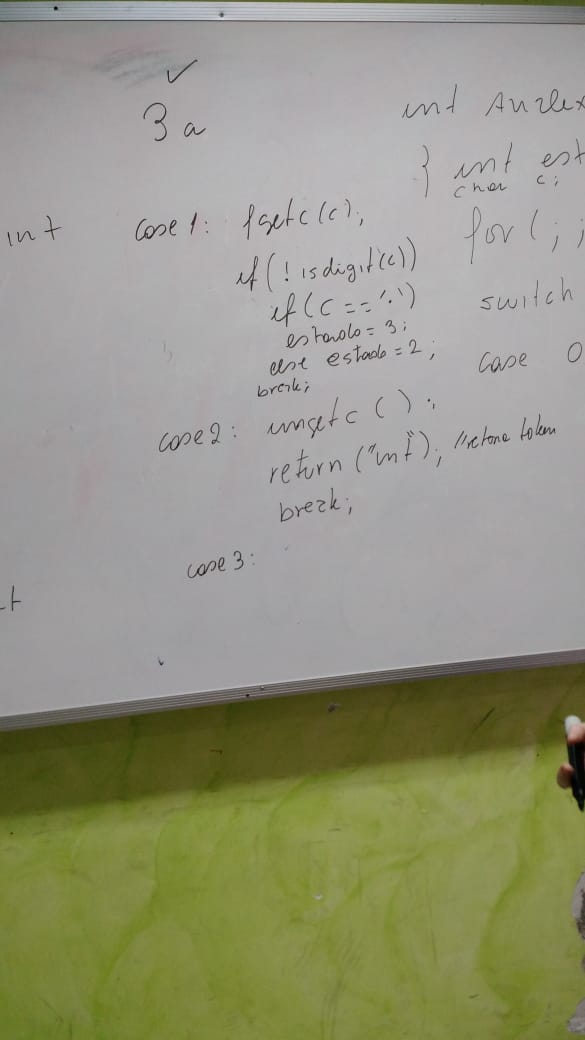 3 a
int
case 1: fgetc(c);
if(! isdigit(c))
if(c == '.')
estado = 3;
else estado = 2;
break;
case 2: ungetc ( );
return ("int"); //retorna token
break;
case 3:
int Analex
} int est
char c;
for( ; ;
switch
case 0